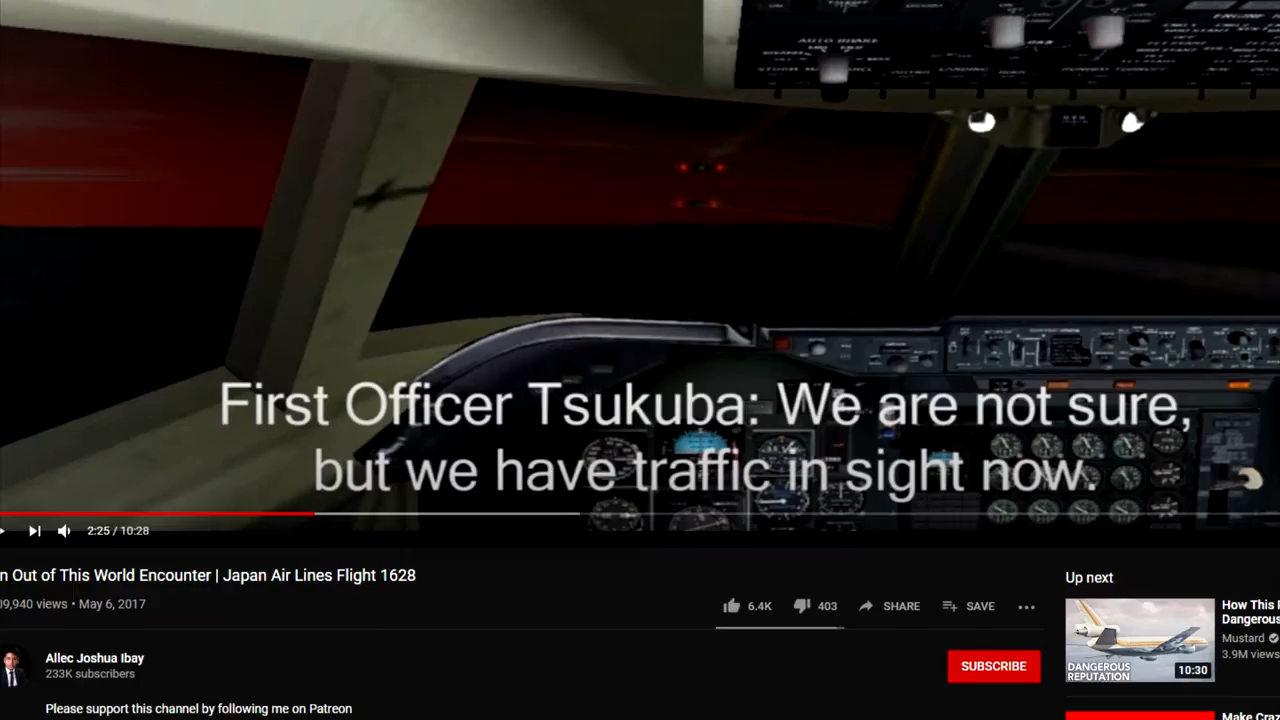 AUTO BRAKE
First Officer Tsukuba: We are not sure,
but we have traffic in sight now.
2:25 / 10:28
n Out of This World Encounter | Japan Air Lines Flight 1628
09,940 views • May 6, 2017
6.4K
403
SHARE
SAVE
Allec Joshua Ibay
233K subscribers
SUBSCRIBE
Please support this channel by following me on Patreon
Up next
DANGEROUS
REPUTATION
10:30
How This
Dangerous
Mustard
3.9M views
Make Craz